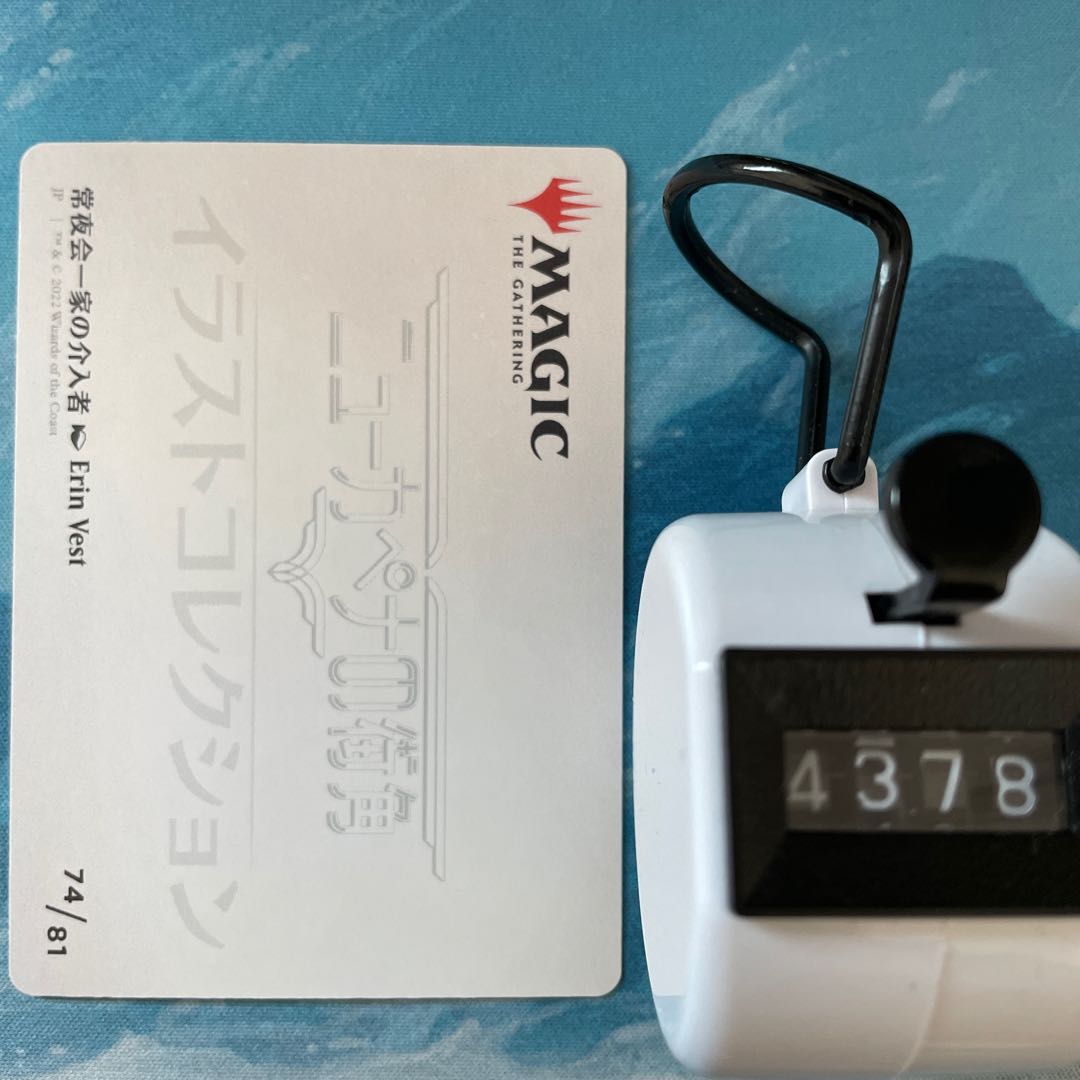 MAGIC
THE GATHERING
ニューカペナの街角
イラストコレクション
常夜会一家の介入者 Erin Vest
JP | ™ & © 2022 Wizards of the Coast
74/81
4378